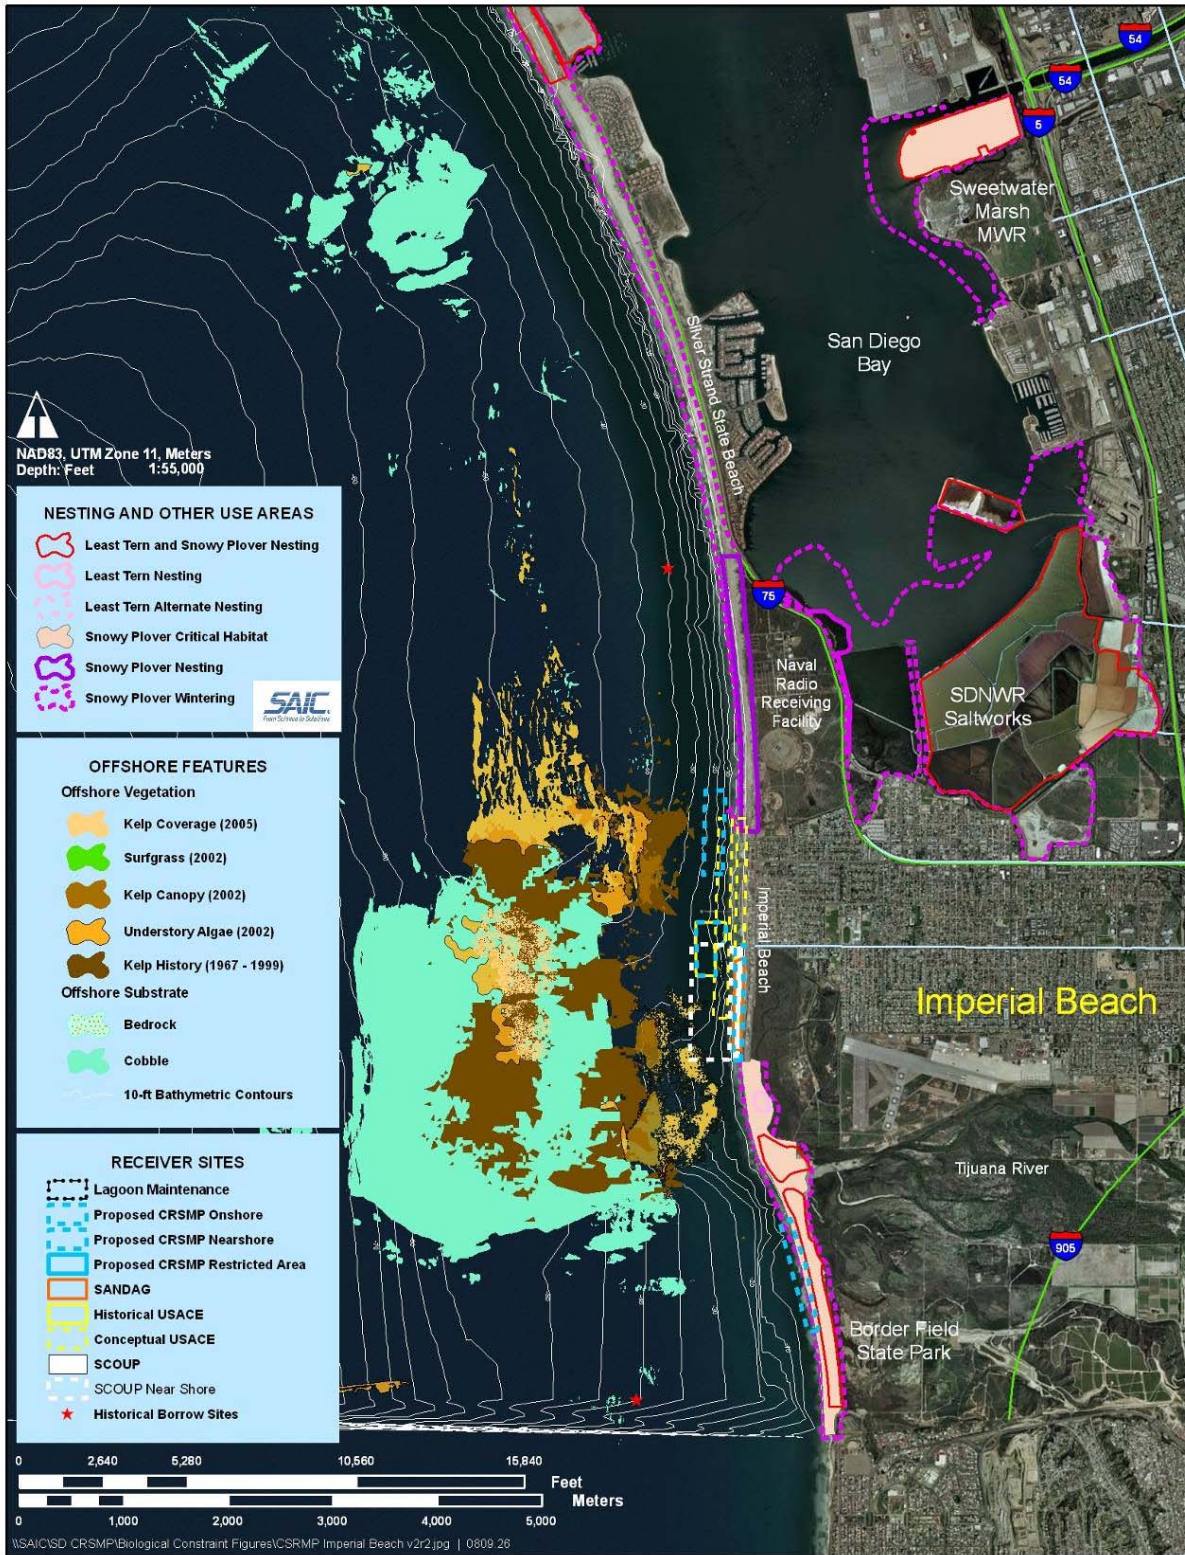 54
54
5
Sweetwater
Marsh
MWR
San Diego
Bay
Silver Strand State Beach
NAD83, UTM Zone 11, Meters
Depth: Feet 1:55,000
NESTING AND OTHER USE AREAS
Least Tern and Snowy Plover Nesting
Least Tern Nesting
Least Tern Alternate Nesting
Snowy Plover Critical Habitat
Snowy Plover Nesting
Snowy Plover Wintering
SAIC
From Science to Solutions
75
Naval
Radio
Receiving
Facility
SDNWR
Saltworks
OFFSHORE FEATURES
Offshore Vegetation
Kelp Coverage (2005)
Surfgrass (2002)
Kelp Canopy (2002)
Understory Algae (2002)
Kelp History (1967 - 1999)
Offshore Substrate
Bedrock
Cobble
10-ft Bathymetric Contours
Imperial Beach
Imperial Beach
Tijuana River
905
Border Field
State Park
RECEIVER SITES
Lagoon Maintenance
Proposed CRSMP Onshore
Proposed CRSMP Nearshore
Proposed CRSMP Restricted Area
SANDAG
Historical USACE
Conceptual USACE
SCOUP
SCOUP Near Shore
Historical Borrow Sites
0 2,640 5,280 10,560 15,840
Feet
Meters
0 1,000 2,000 3,000 4,000 5,000
\\SAIC\SD CRSMP\Biological Constraint Figures\CSRMP Imperial Beach v2r2.jpg | 0809.26